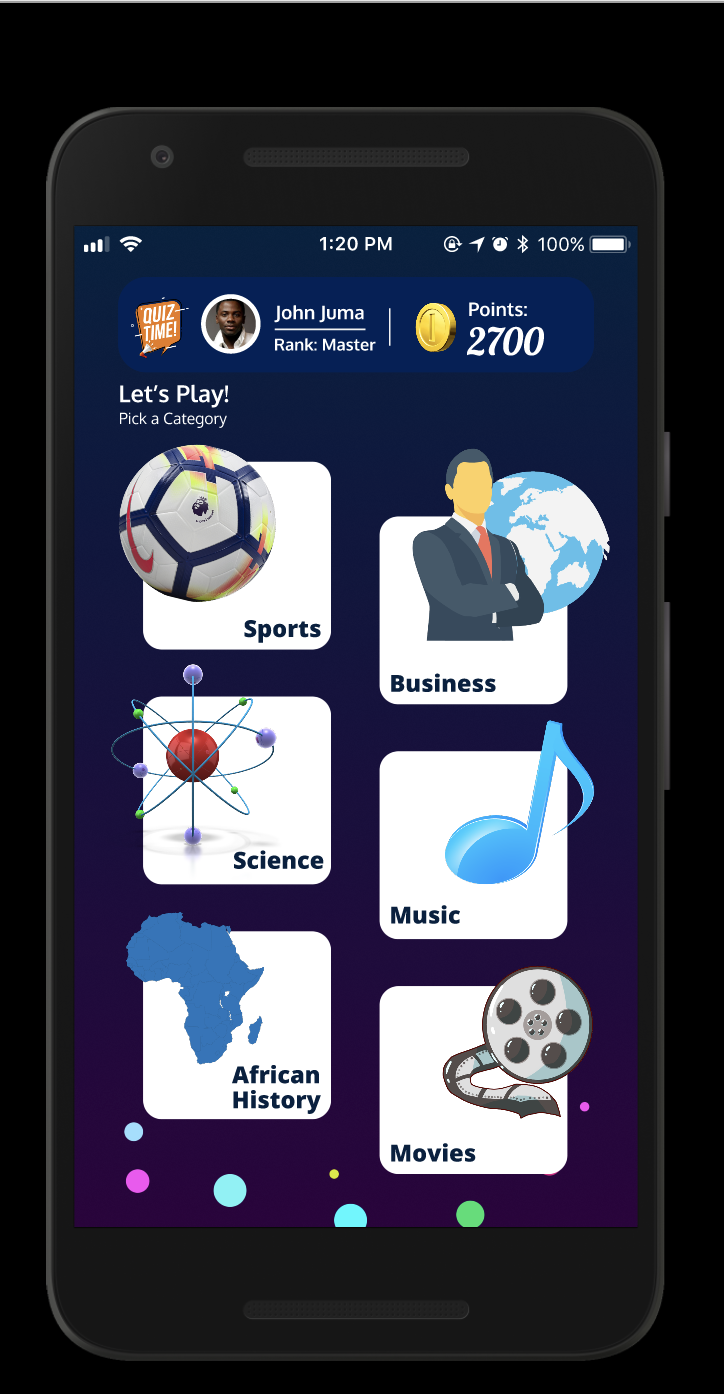 1:20 PM
100%
QUIZ
TIME!
John Juma
Rank: Master
Points:
2700
Let's Play!
Pick a Category
Sports
Business
Science
Music
African
History
Movies